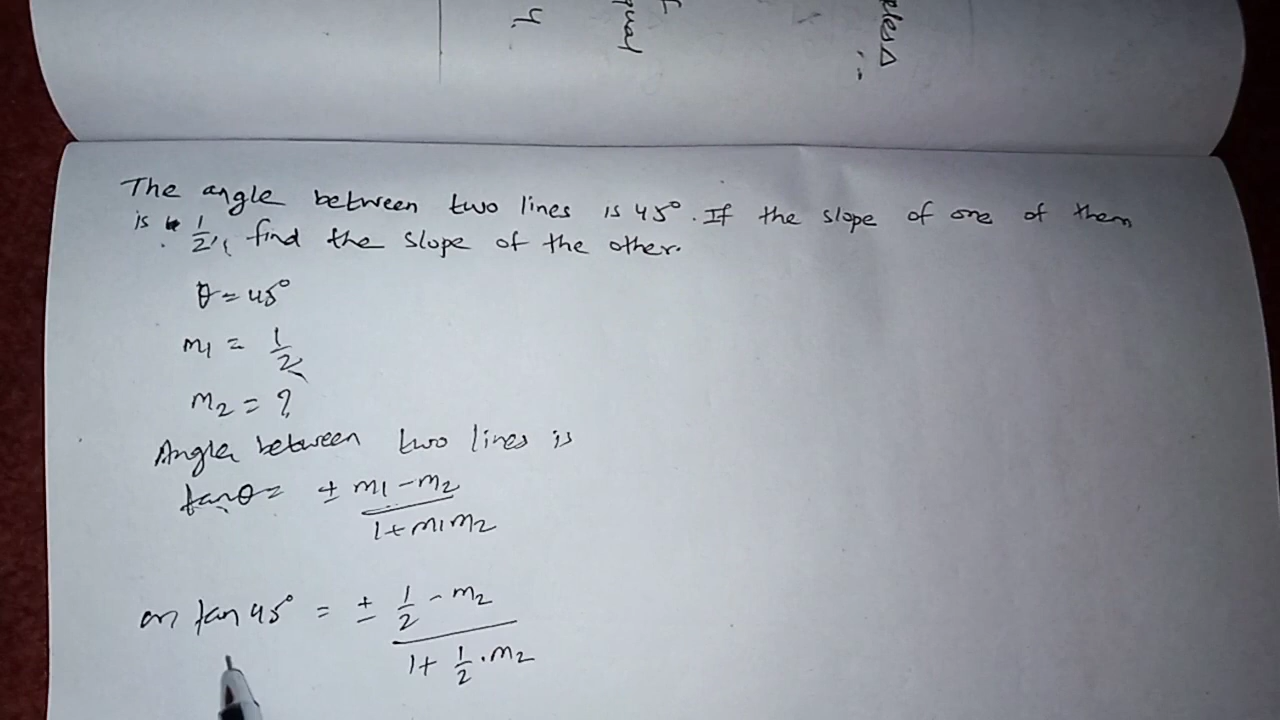 eles Δ
qual
The angle between two lines is 45°. If the slope of one of them
is 1/2, find the slope of the other.
θ = 45°
m1 = 1/2
m2 = ?
Angle between two lines is
tanθ = ± m1 - m2 / 1 + m1m2
or tan 45° = ± 1/2 - m2 / 1 + 1/2 . m2